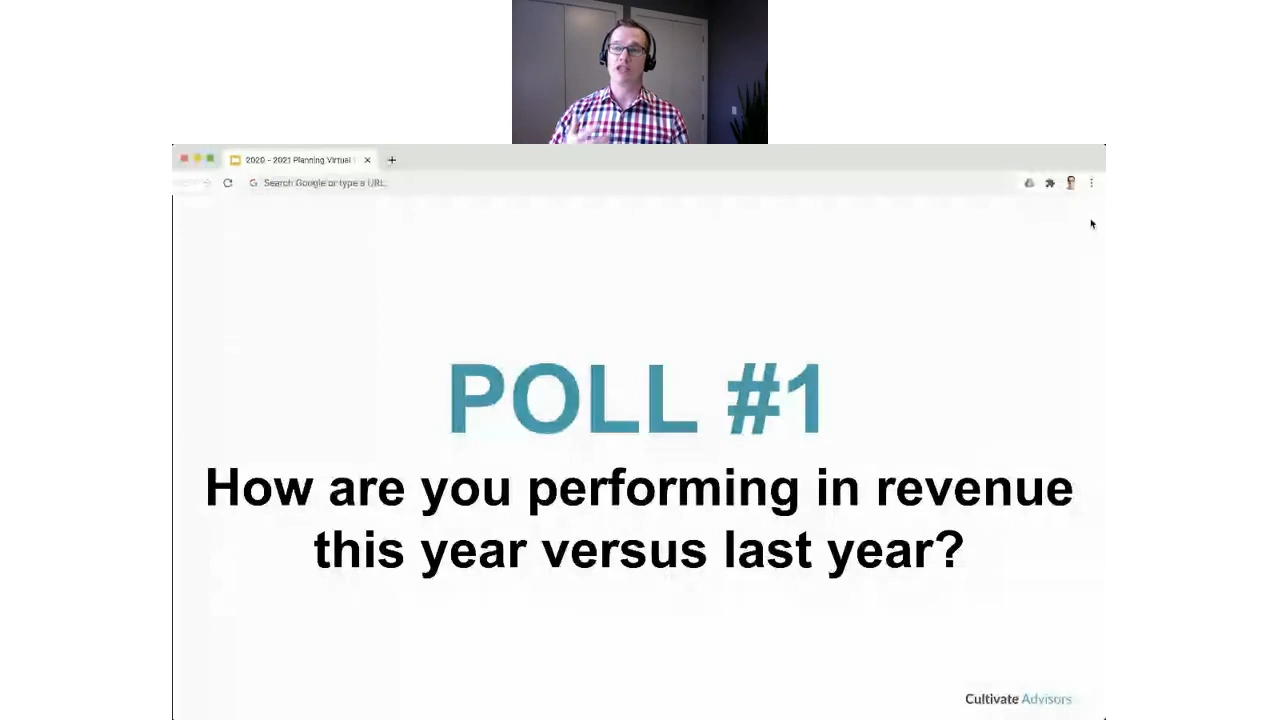 2020 - 2021 Planning Virtual
Search Google or type a URL
POLL #1
How are you performing in revenue
this year versus last year?
Cultivate Advisors